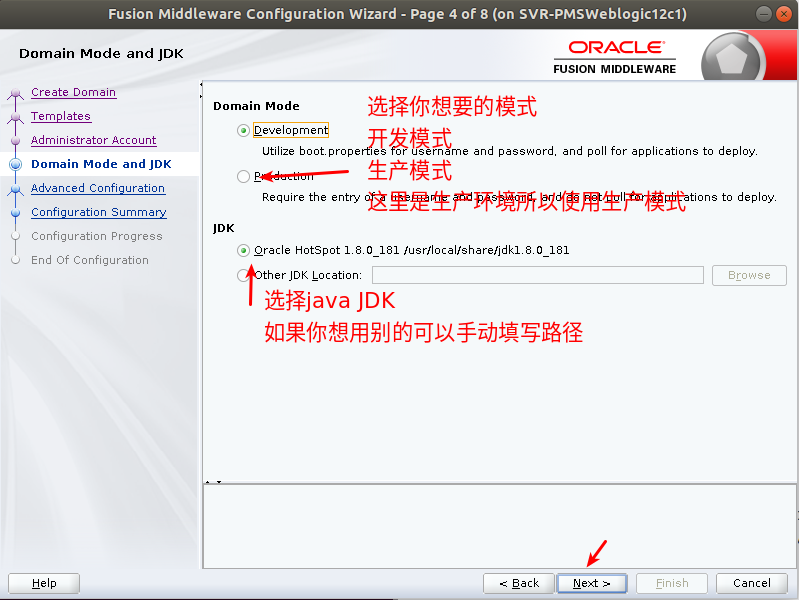 Fusion Middleware Configuration Wizard - Page 4 of 8 (on SVR-PMSWeblogic12c1)
Domain Mode and JDK
ORACLE
FUSION MIDDLEWARE
Create Domain
Templates
Administrator Account
Domain Mode and JDK
Advanced Configuration
Configuration Summary
Configuration Progress
End Of Configuration
Domain Mode
选择你想要的模式
Development
开发模式
Utilize boot.properties for username and password, and poll for applications to deploy.
Production
生产模式
Require the entry of a username and password, and do not poll for applications to deploy.
这里是生产环境所以使用生产模式
JDK
Oracle HotSpot 1.8.0_181 /usr/local/share/jdk1.8.0_181
Other JDK Location:
Browse
选择java JDK
如果你想用别的可以手动填写路径
Help
< Back
Next >
Finish
Cancel